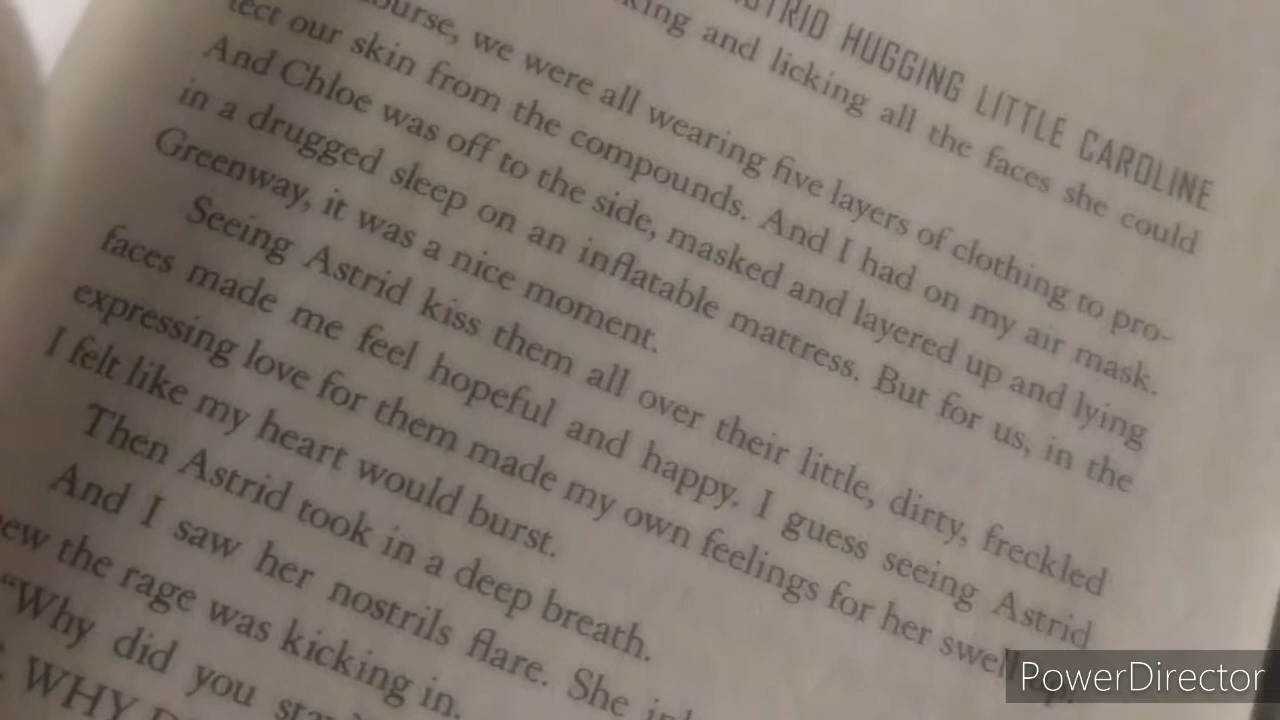 ASTRID HUGGING LITTLE CAROLINE
king and licking all the faces she could
course, we were all wearing five layers of clothing to pro-
tect our skin from the compounds. And I had on my air mask.
And Chloe was off to the side, masked and layered up and lying
in a drugged sleep on an inflatable mattress. But for us, in the
Greenway, it was a nice moment.
Seeing Astrid kiss them all over their little, dirty, freckled
faces made me feel hopeful and happy. I guess seeing Astrid
expressing love for them made my own feelings for her swell
I felt like my heart would burst.
Then Astrid took in a deep breath.
And I saw her nostrils flare. She
ew the rage was kicking in.
"Why did you
WHY
PowerDirector